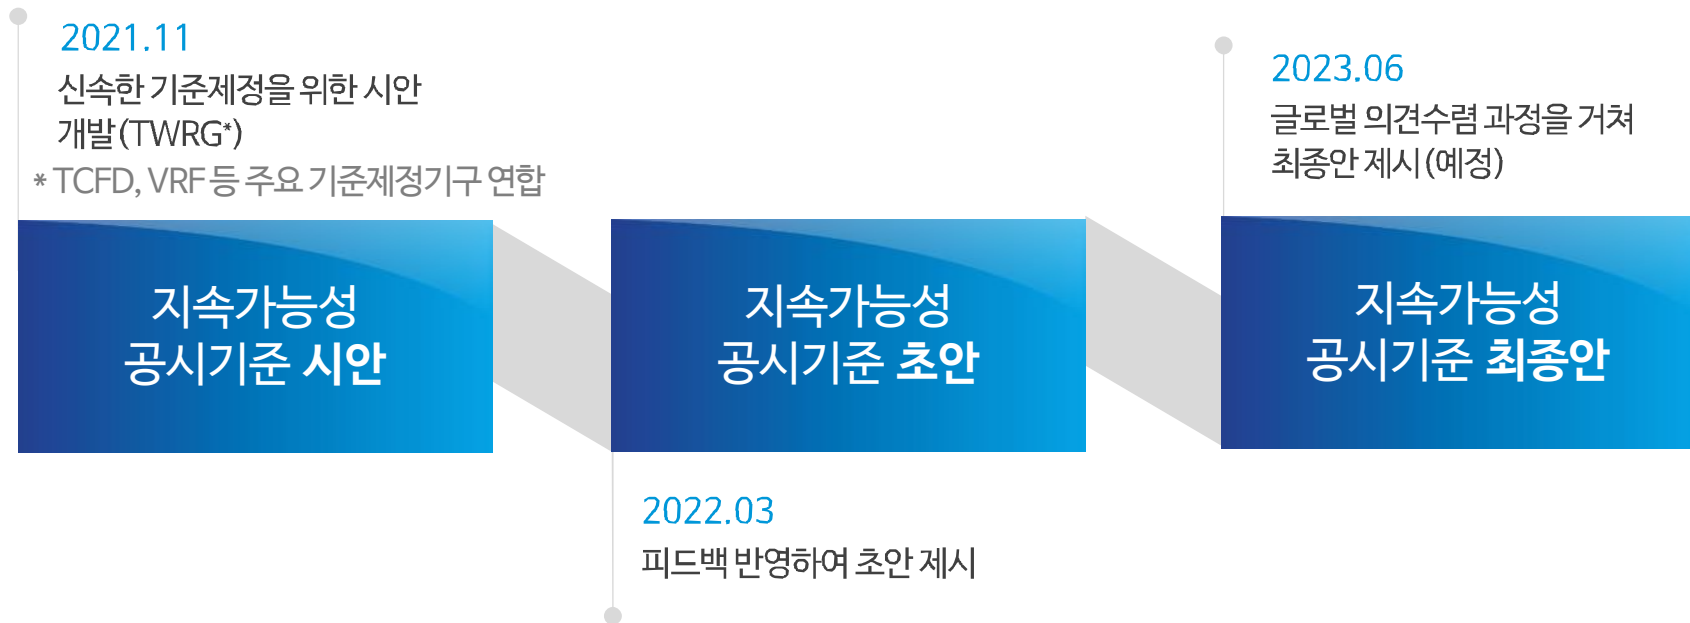 2021.11
신속한 기준제정을 위한 시안
개발(TWRG*)
* TCFD, VRF 등 주요 기준제정기구 연합
지속가능성
공시기준 시안
지속가능성
공시기준 초안
2022.03
피드백 반영하여 초안 제시
2023.06
글로벌 의견수렴 과정을 거쳐
최종안 제시(예정)
지속가능성
공시기준 최종안